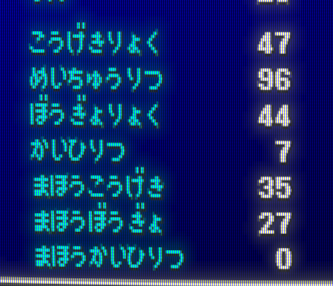 こうげきりょく 47
めいちゅうりつ 96
ぼうぎょりょく 44
かいひりつ 7
まほうこうげき 35
まほうぼうぎょ 27
まほうかいひりつ 0